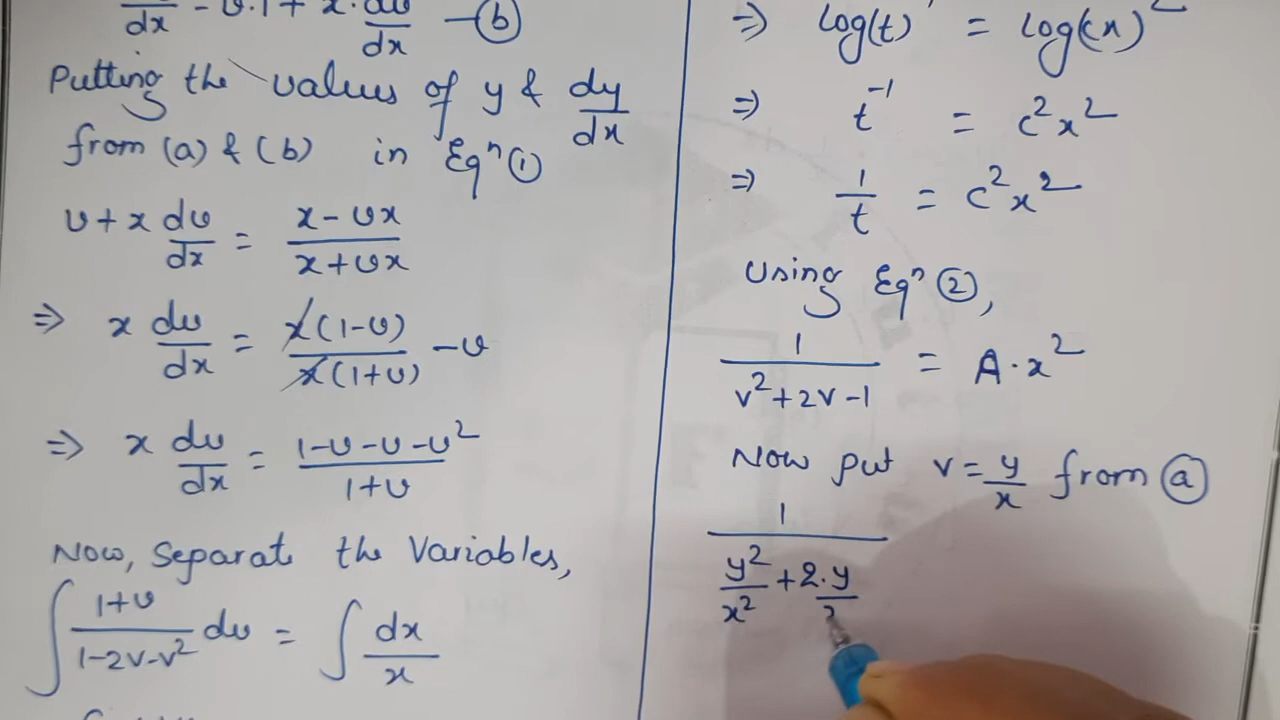 dy/dx = v.1 + x.dv/dx —(b)
Putting the values of y & dy/dx
from (a) & (b) in Eqⁿ ①
v + x dv/dx = (x - vx)/(x + vx)
⇒ x dv/dx = x(1-v)/x(1+v) - v
⇒ x dv/dx = (1-v-v-v²)/(1+v)
Now, separate the variables,
∫ (1+v)/(1-2v-v²) dv = ∫ dx/x
⇒ log(t)⁻¹ = log(cx)²
⇒ t⁻¹ = c²x²
⇒ 1/t = c²x²
Using Eqⁿ ②,
1/(v²+2v-1) = A.x²
Now put v = y/x from ⓐ
1/(y²/x² + 2.y/x